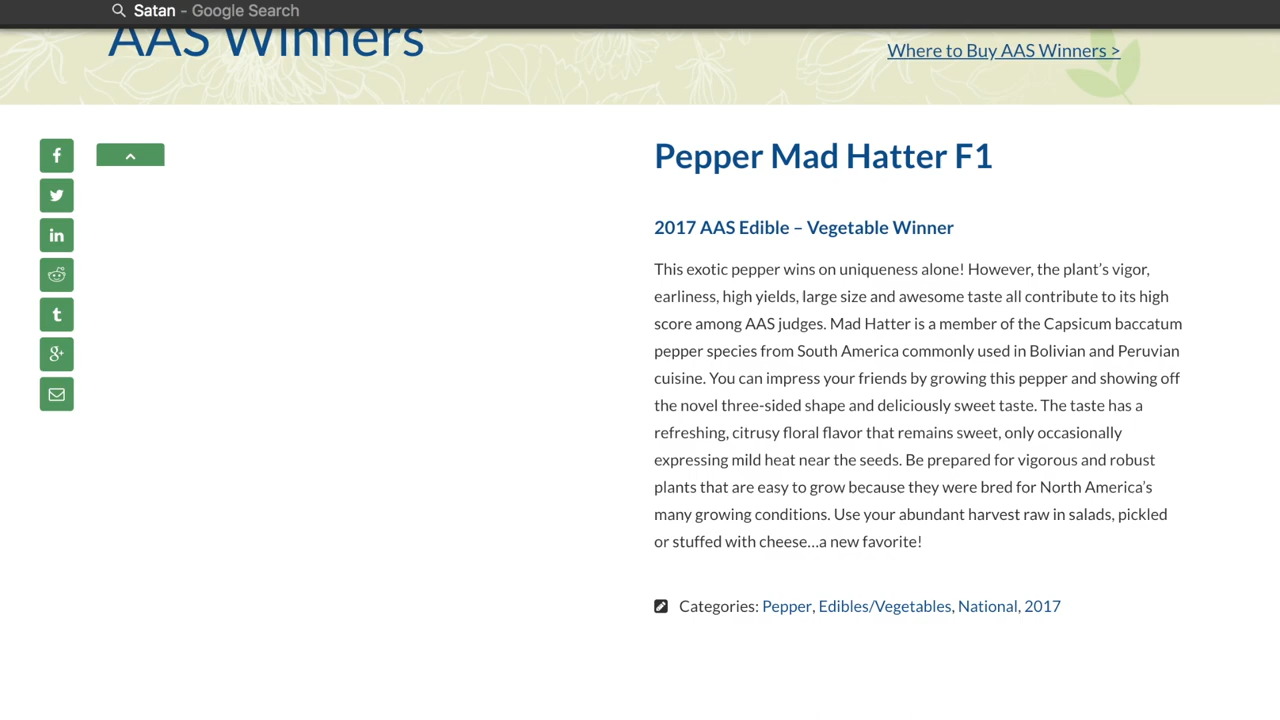 Satan - Google Search
AAS Winners
Where to Buy AAS Winners >
Pepper Mad Hatter F1
2017 AAS Edible – Vegetable Winner
This exotic pepper wins on uniqueness alone! However, the plant’s vigor,
earliness, high yields, large size and awesome taste all contribute to its high
score among AAS judges. Mad Hatter is a member of the Capsicum baccatum
pepper species from South America commonly used in Bolivian and Peruvian
cuisine. You can impress your friends by growing this pepper and showing off
the novel three-sided shape and deliciously sweet taste. The taste has a
refreshing, citrusy floral flavor that remains sweet, only occasionally
expressing mild heat near the seeds. Be prepared for vigorous and robust
plants that are easy to grow because they were bred for North America’s
many growing conditions. Use your abundant harvest raw in salads, pickled
or stuffed with cheese…a new favorite!
Categories: Pepper, Edibles/Vegetables, National, 2017